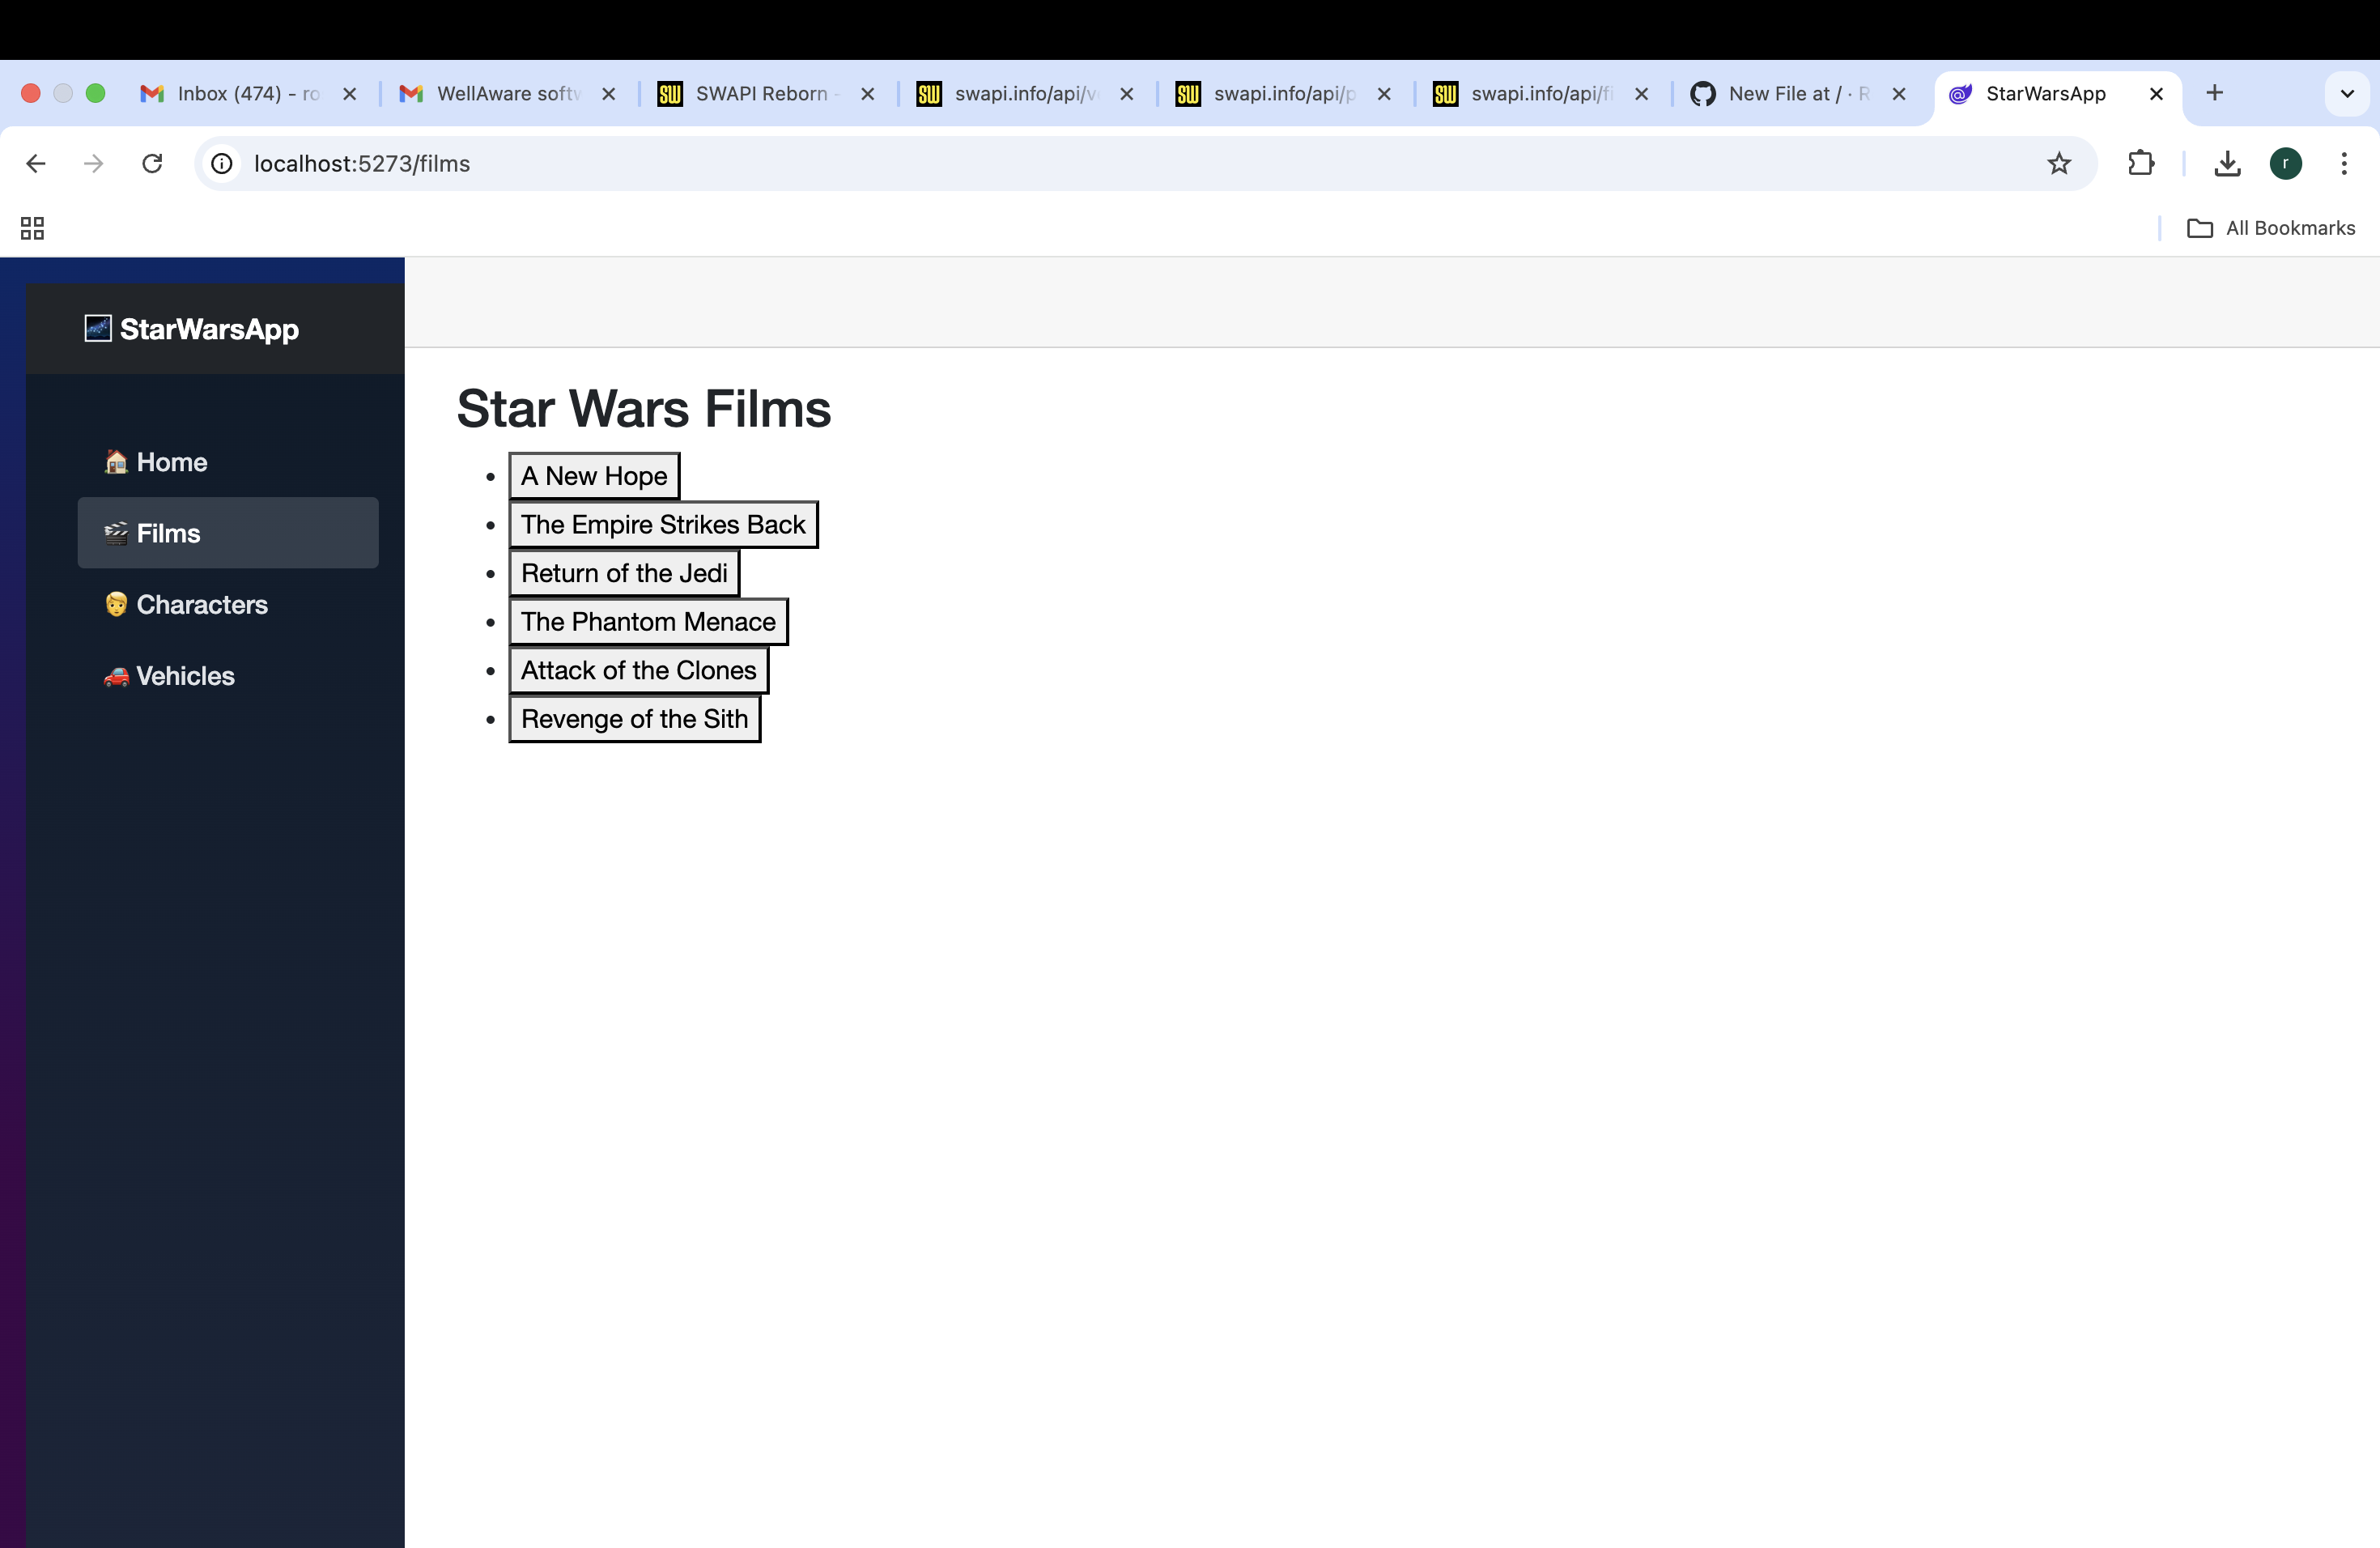 Inbox (474) - ro
WellAware softw
SWAPI Reborn -
swapi.info/api/v
swapi.info/api/p
swapi.info/api/fi
New File at / · R
StarWarsApp
localhost:5273/films
r
All Bookmarks
StarWarsApp
Home
Films
Characters
Vehicles
Star Wars Films
A New Hope
The Empire Strikes Back
Return of the Jedi
The Phantom Menace
Attack of the Clones
Revenge of the Sith